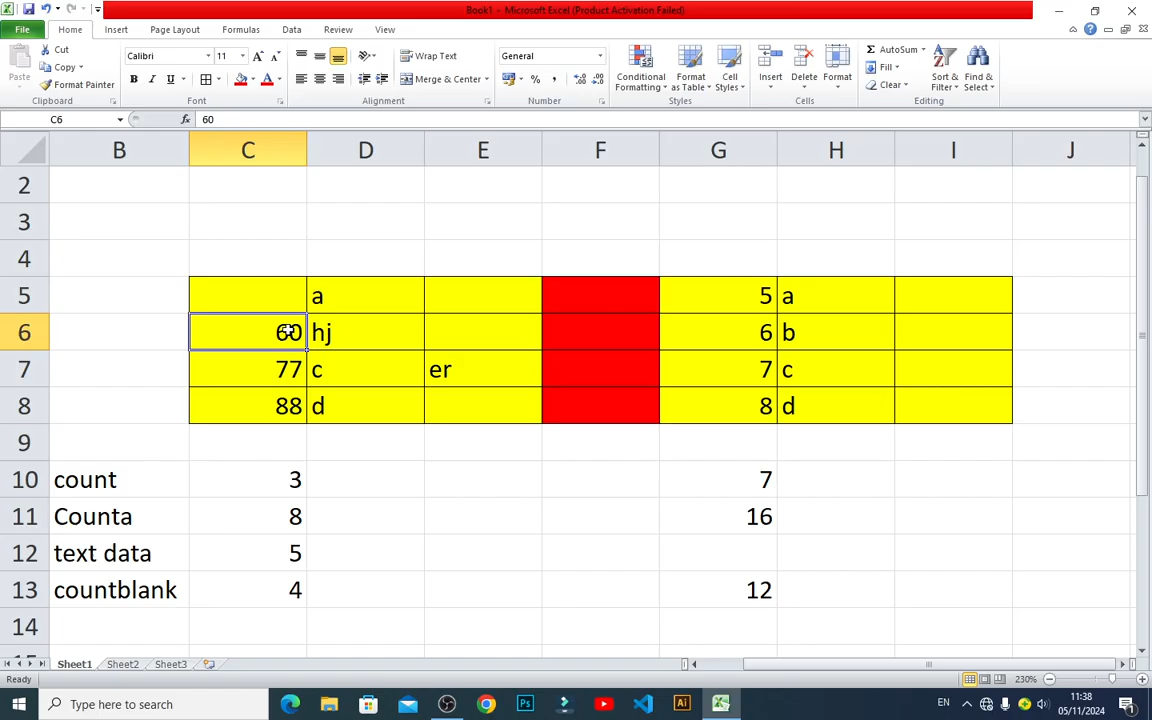 Book1 - Microsoft Excel (Product Activation Failed)
File Home Insert Page Layout Formulas Data Review View
Paste
Cut
Copy
Format Painter
Clipboard
Calibri 11
B I U
Font
Wrap Text
Merge & Center
Alignment
General
Number
Conditional Formatting
Format as Table
Cell Styles
Styles
Insert Delete Format
Cells
AutoSum
Fill
Clear
Sort & Filter
Find & Select
Editing
C6 fx 60
B C D E F G H I J
2
3
4
5 a 5 a
6 60 hj 6 b
7 77 c er 7 c
8 88 d 8 d
9
10 count 3 7
11 Counta 8 16
12 text data 5
13 countblank 4 12
14
Sheet1 Sheet2 Sheet3
Ready 230%
Type here to search
EN
11:38
05/11/2024